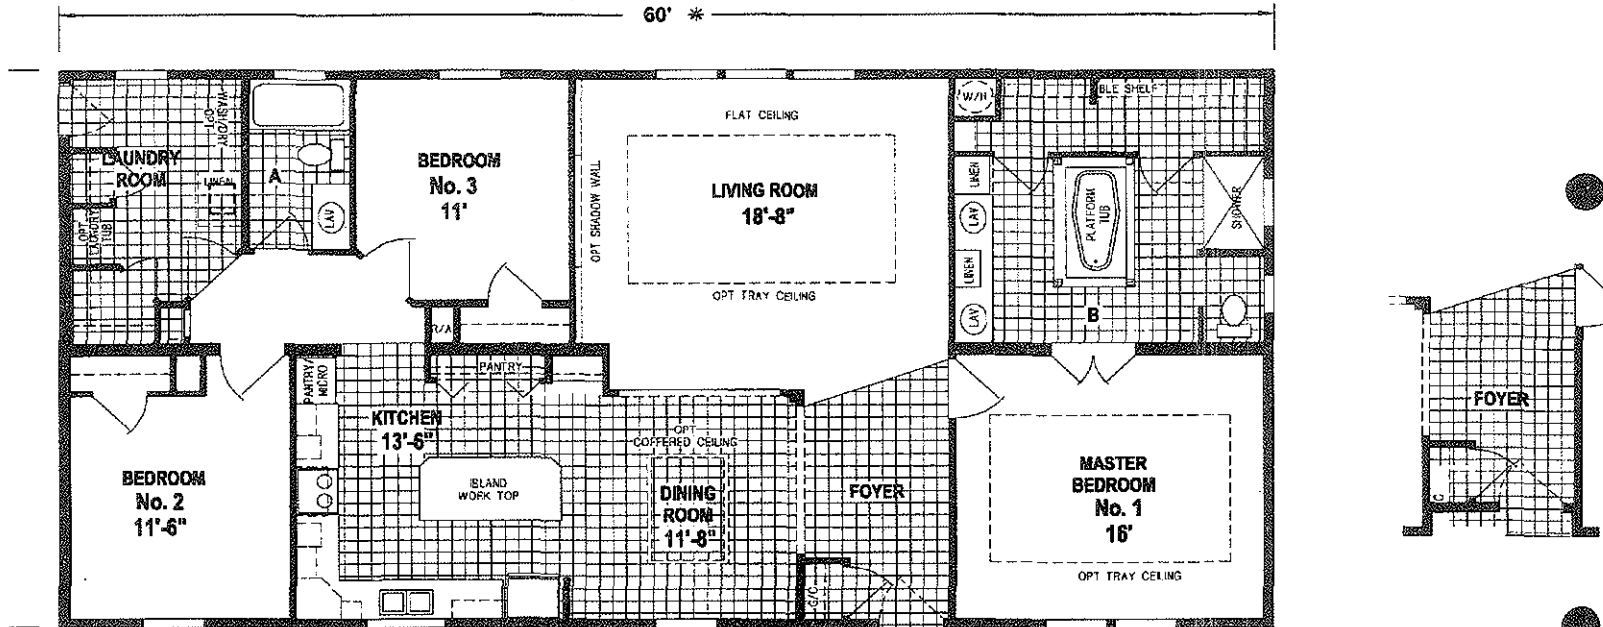 60' *
LAUNDRY
ROOM
OPT
WASH/DRY
LINEN
OPT
LAUNDRY
TUB
A
LAV
BEDROOM
No. 3
11'
R/A
OPT SHADOW WALL
FLAT CEILING
LIVING ROOM
18'-8"
OPT TRAY CEILING
W/H
BLE SHELF
LINEN
LAV
LINEN
LAV
PLATFORM
TUB
SHOWER
B
BEDROOM
No. 2
11'-6"
PANTRY/
MICRO
PANTRY
KITCHEN
13'-6"
ISLAND
WORK TOP
OPT
COFFERED CEILING
DINING
ROOM
11'-8"
FOYER
G/C
MASTER
BEDROOM
No. 1
16'
OPT TRAY CEILING
FOYER
C